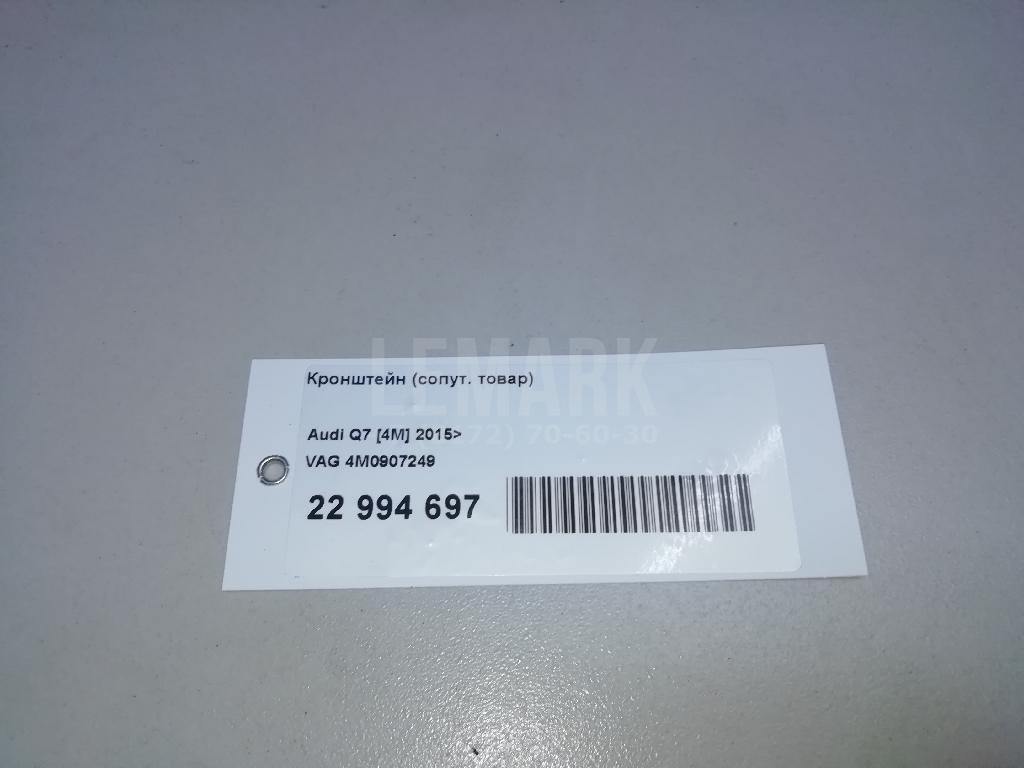 LEMARK
Кронштейн (сопут. товар)
72) 70-60-30
Audi Q7 [4M] 2015>
VAG 4M0907249
22 994 697